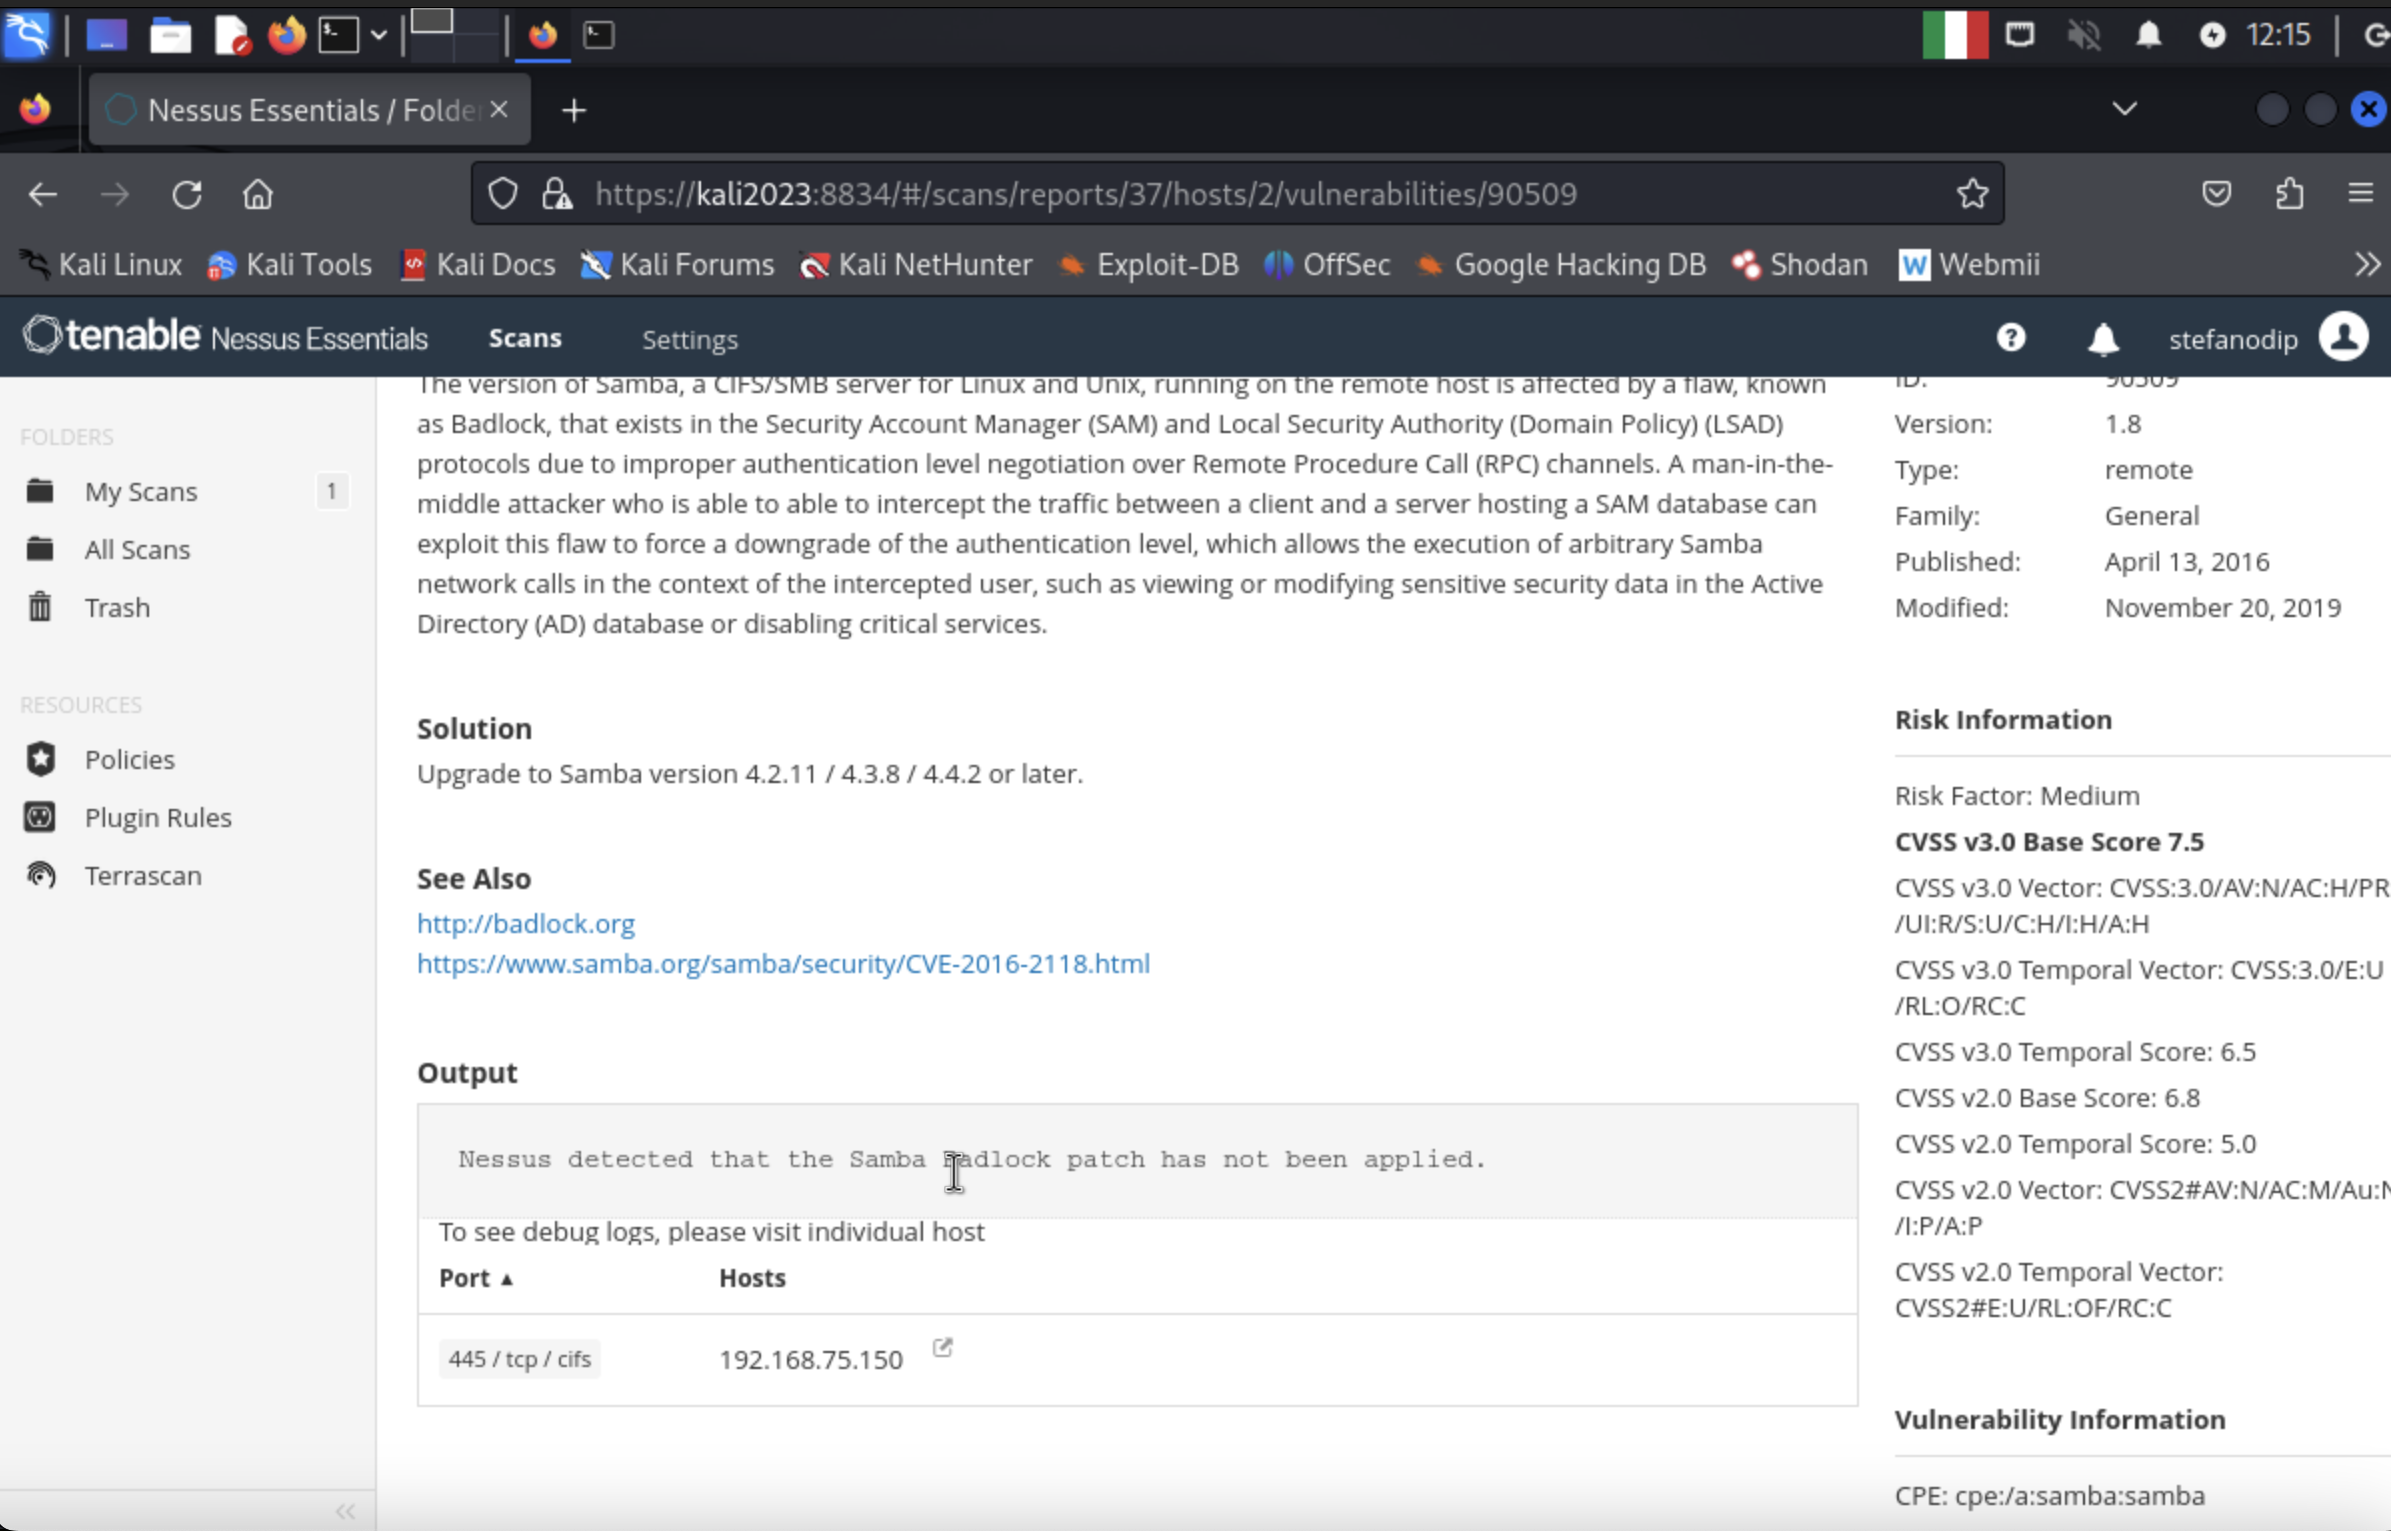 12:15
Nessus Essentials / Folde
https://kali2023:8834/#/scans/reports/37/hosts/2/vulnerabilities/90509
Kali Linux Kali Tools Kali Docs Kali Forums Kali NetHunter Exploit-DB OffSec Google Hacking DB Shodan Webmii
tenable Nessus Essentials Scans Settings stefanodip
FOLDERS
My Scans 1
All Scans
Trash
RESOURCES
Policies
Plugin Rules
Terrascan
The version of Samba, a CIFS/SMB server for Linux and Unix, running on the remote host is affected by a flaw, known
as Badlock, that exists in the Security Account Manager (SAM) and Local Security Authority (Domain Policy) (LSAD)
protocols due to improper authentication level negotiation over Remote Procedure Call (RPC) channels. A man-in-the-
middle attacker who is able to able to intercept the traffic between a client and a server hosting a SAM database can
exploit this flaw to force a downgrade of the authentication level, which allows the execution of arbitrary Samba
network calls in the context of the intercepted user, such as viewing or modifying sensitive security data in the Active
Directory (AD) database or disabling critical services.
Solution
Upgrade to Samba version 4.2.11 / 4.3.8 / 4.4.2 or later.
See Also
http://badlock.org
https://www.samba.org/samba/security/CVE-2016-2118.html
Output
Nessus detected that the Samba Badlock patch has not been applied.
To see debug logs, please visit individual host
Port ▲ Hosts
445 / tcp / cifs 192.168.75.150
ID: 90509
Version: 1.8
Type: remote
Family: General
Published: April 13, 2016
Modified: November 20, 2019
Risk Information
Risk Factor: Medium
CVSS v3.0 Base Score 7.5
CVSS v3.0 Vector: CVSS:3.0/AV:N/AC:H/PR
/UI:R/S:U/C:H/I:H/A:H
CVSS v3.0 Temporal Vector: CVSS:3.0/E:U
/RL:O/RC:C
CVSS v3.0 Temporal Score: 6.5
CVSS v2.0 Base Score: 6.8
CVSS v2.0 Temporal Score: 5.0
CVSS v2.0 Vector: CVSS2#AV:N/AC:M/Au:N
/I:P/A:P
CVSS v2.0 Temporal Vector:
CVSS2#E:U/RL:OF/RC:C
Vulnerability Information
CPE: cpe:/a:samba:samba